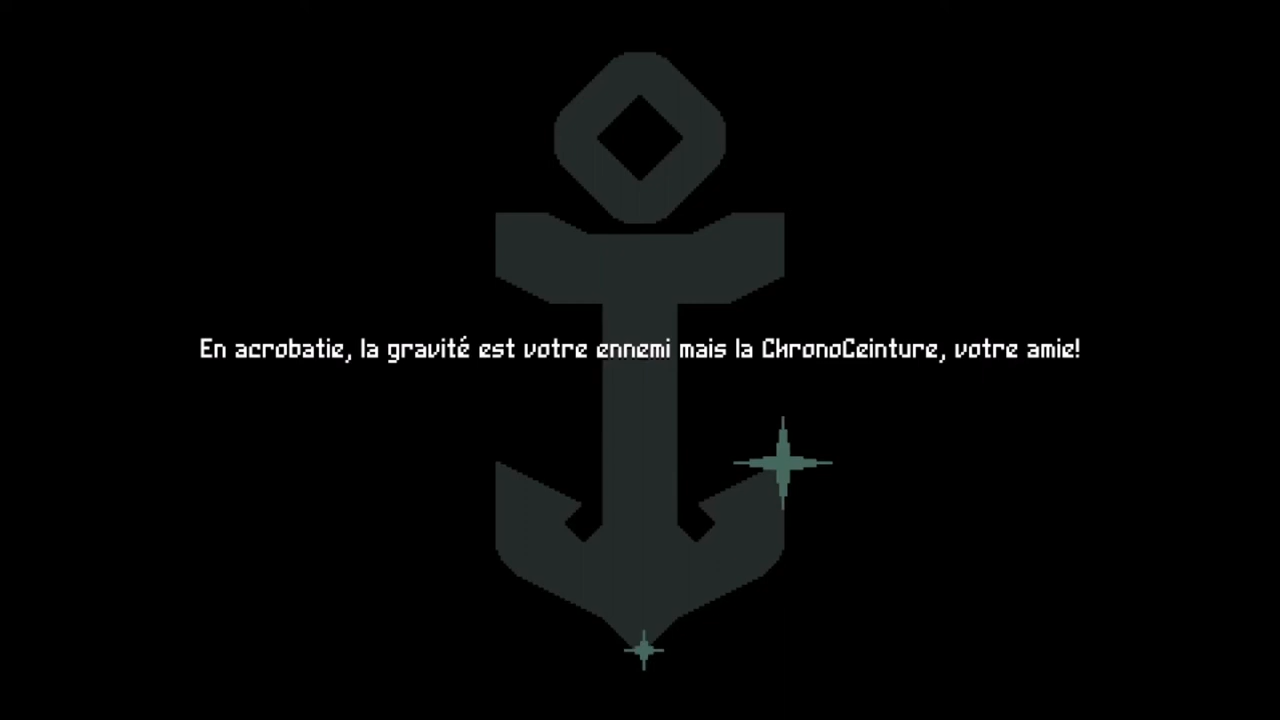 En acrobatie, la gravité est votre ennemi mais la ChronoCeinture, votre amie!